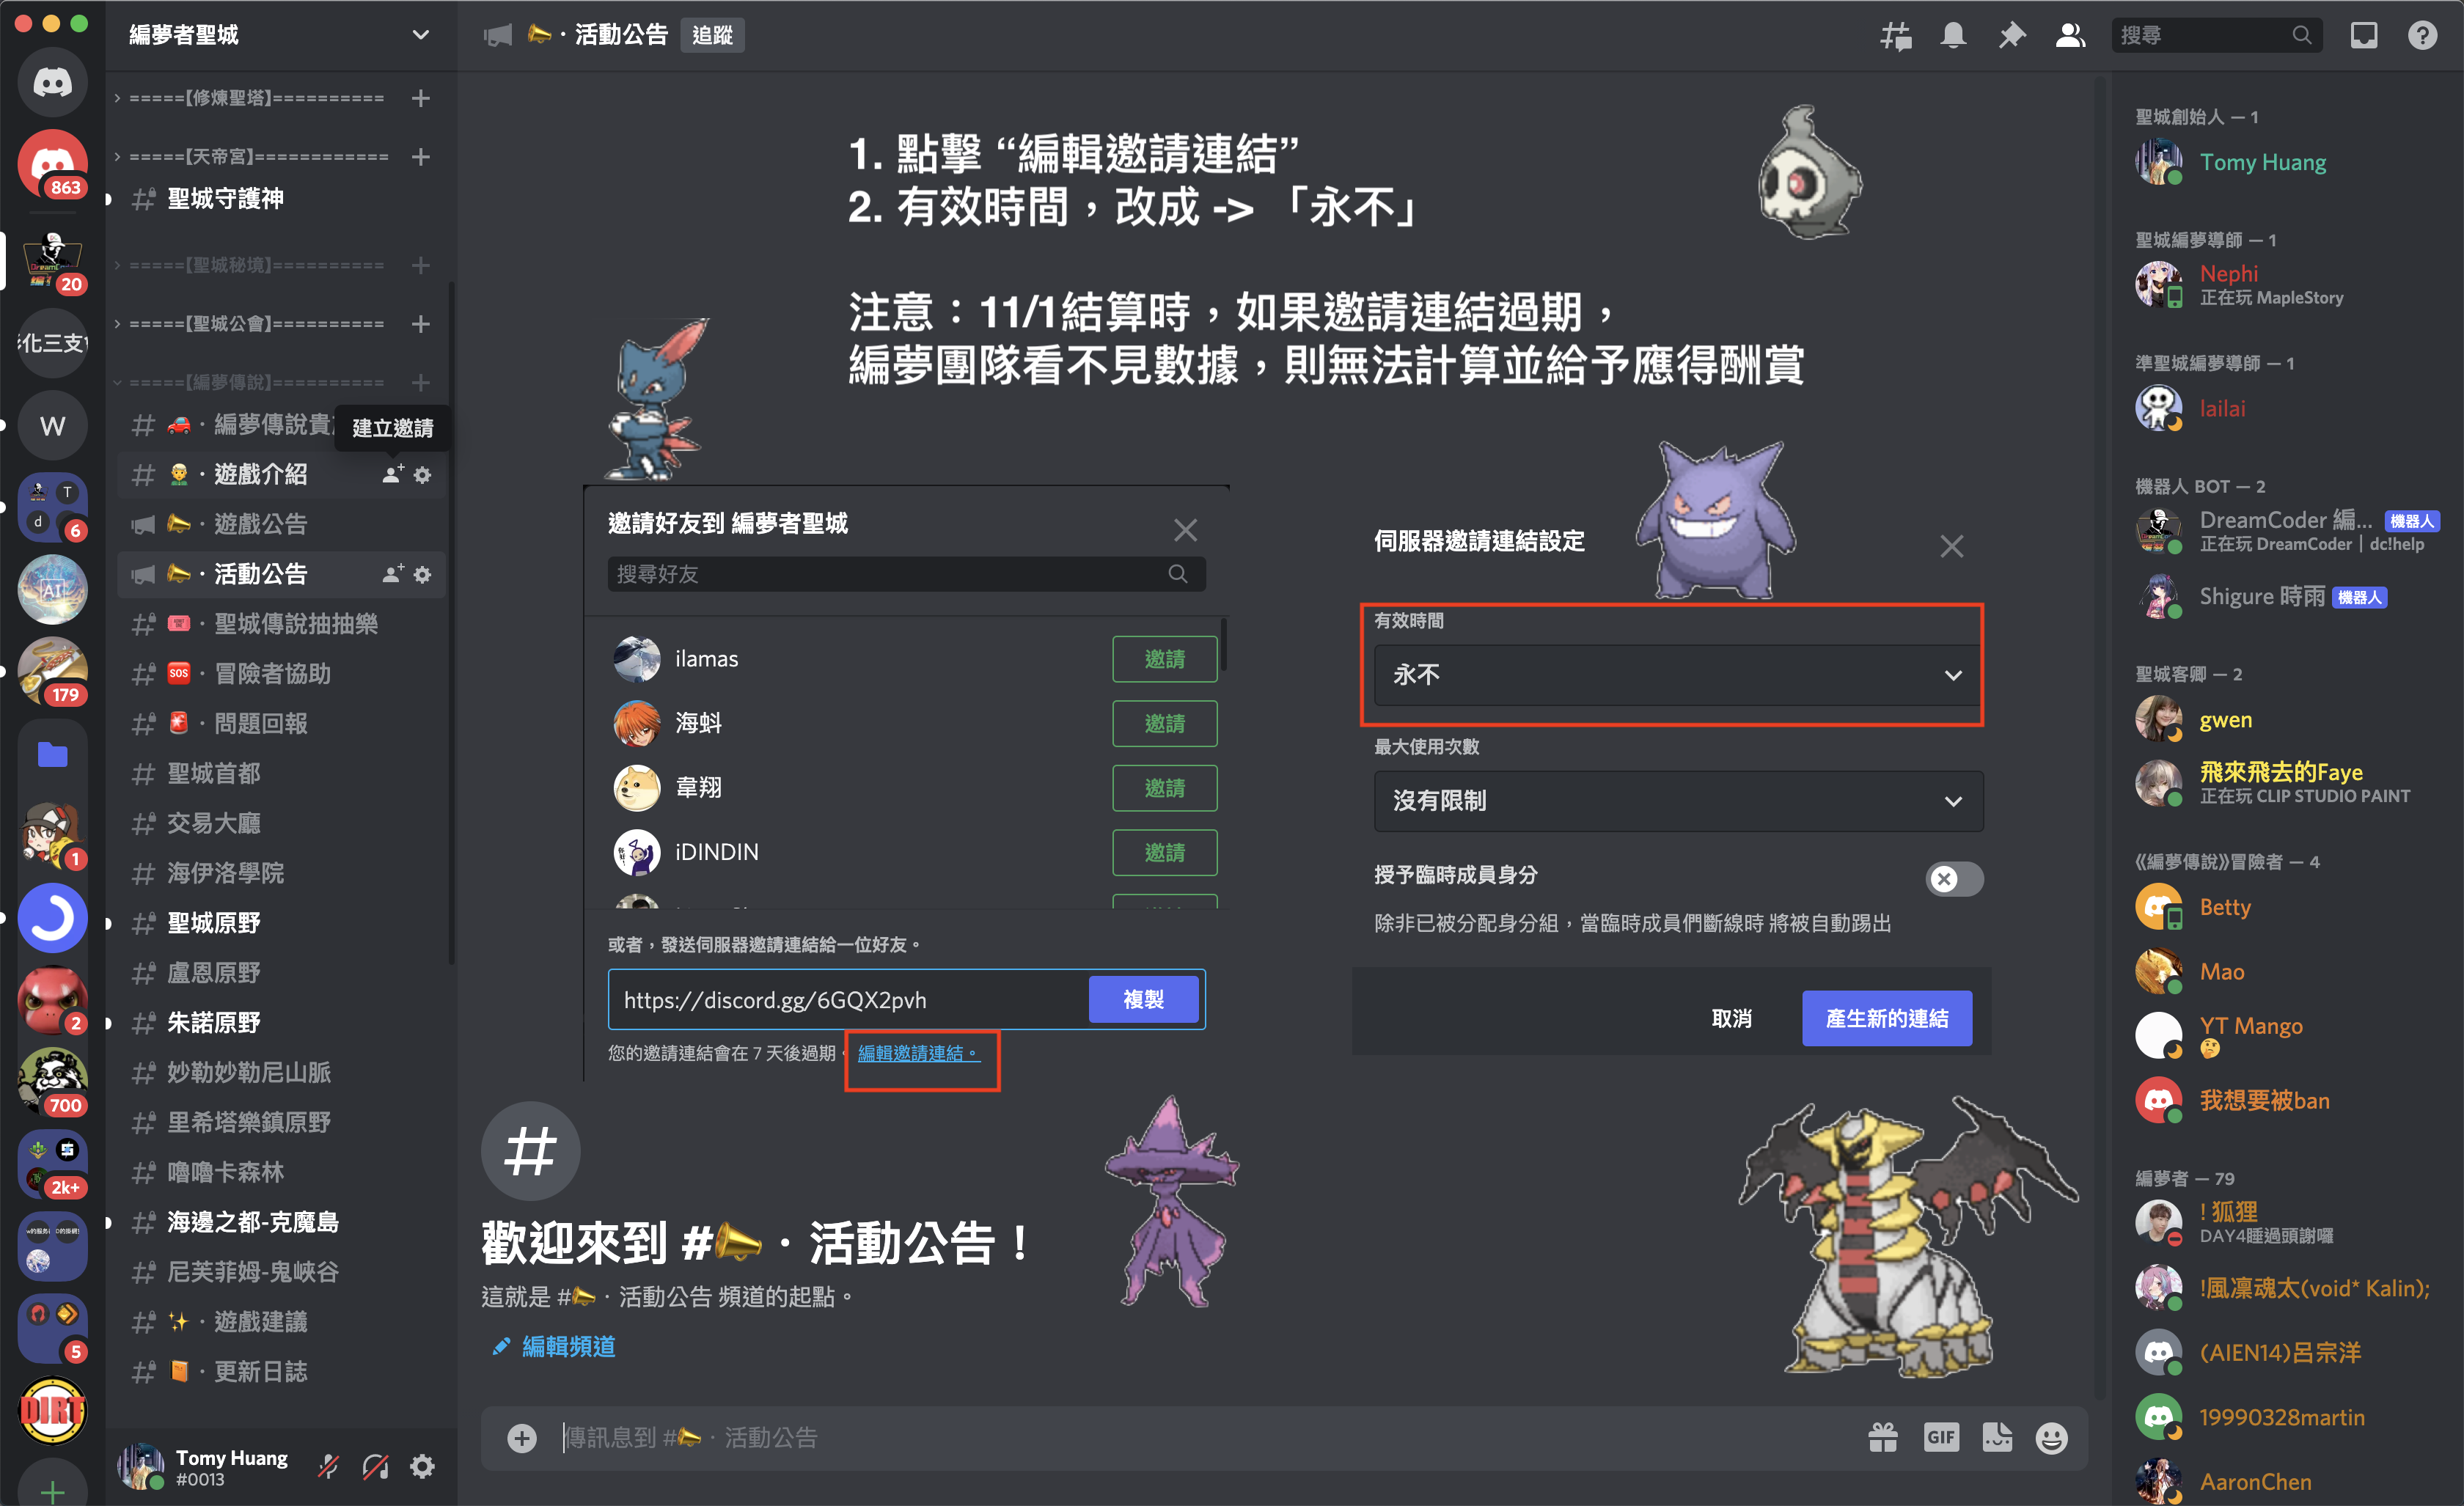 編夢者聖城
=====【修煉聖塔】==========
=====【天帝宮】============
聖城守護神
=====【聖城秘境】==========
=====【聖城公會】==========
=====【編夢傳說】==========
· 編夢傳說貴
建立邀請
· 遊戲介紹
· 遊戲公告
· 活動公告
· 聖城傳說抽抽樂
SOS · 冒險者協助
· 問題回報
聖城首都
交易大廳
海伊洛學院
聖城原野
盧恩原野
朱諾原野
妙勒妙勒尼山脈
里希塔樂鎮原野
嚕嚕卡森林
海邊之都-克魔島
尼芙菲姆-鬼峽谷
· 遊戲建議
· 更新日誌
Tomy Huang
#0013
863
20
化三支
W
T
d
6
AI
179
1
2
700
2k+
5
DIRT
· 活動公告 追蹤
搜尋
1. 點擊 “編輯邀請連結”
2. 有效時間，改成 -> 「永不」
注意：11/1結算時，如果邀請連結過期，
編夢團隊看不見數據，則無法計算並給予應得酬賞
邀請好友到 編夢者聖城
搜尋好友
ilamas 邀請
海蚪 邀請
韋翔 邀請
iDINDIN 邀請
或者，發送伺服器邀請連結給一位好友。
https://discord.gg/6GQX2pvh 複製
您的邀請連結會在 7 天後過期。編輯邀請連結。
伺服器邀請連結設定
有效時間
永不
最大使用次數
沒有限制
授予臨時成員身分
除非已被分配身分組，當臨時成員們斷線時 將被自動踢出
取消 產生新的連結
歡迎來到 #· 活動公告！
這就是 #· 活動公告 頻道的起點。
編輯頻道
傳訊息到 #· 活動公告
GIF
聖城創始人 — 1
Tomy Huang
聖城編夢導師 — 1
Nephi
正在玩 MapleStory
準聖城編夢導師 — 1
lailai
機器人 BOT — 2
DreamCoder 編... 機器人
正在玩 DreamCoder | dc!help
Shigure 時雨 機器人
聖城客卿 — 2
gwen
飛來飛去的Faye
正在玩 CLIP STUDIO PAINT
《編夢傳說》冒險者 — 4
Betty
Mao
YT Mango
我想要被ban
編夢者 — 79
! 狐狸
DAY4睡過頭謝囉
!風凜魂太(void* Kalin);
(AIEN14)呂宗洋
19990328martin
AaronChen